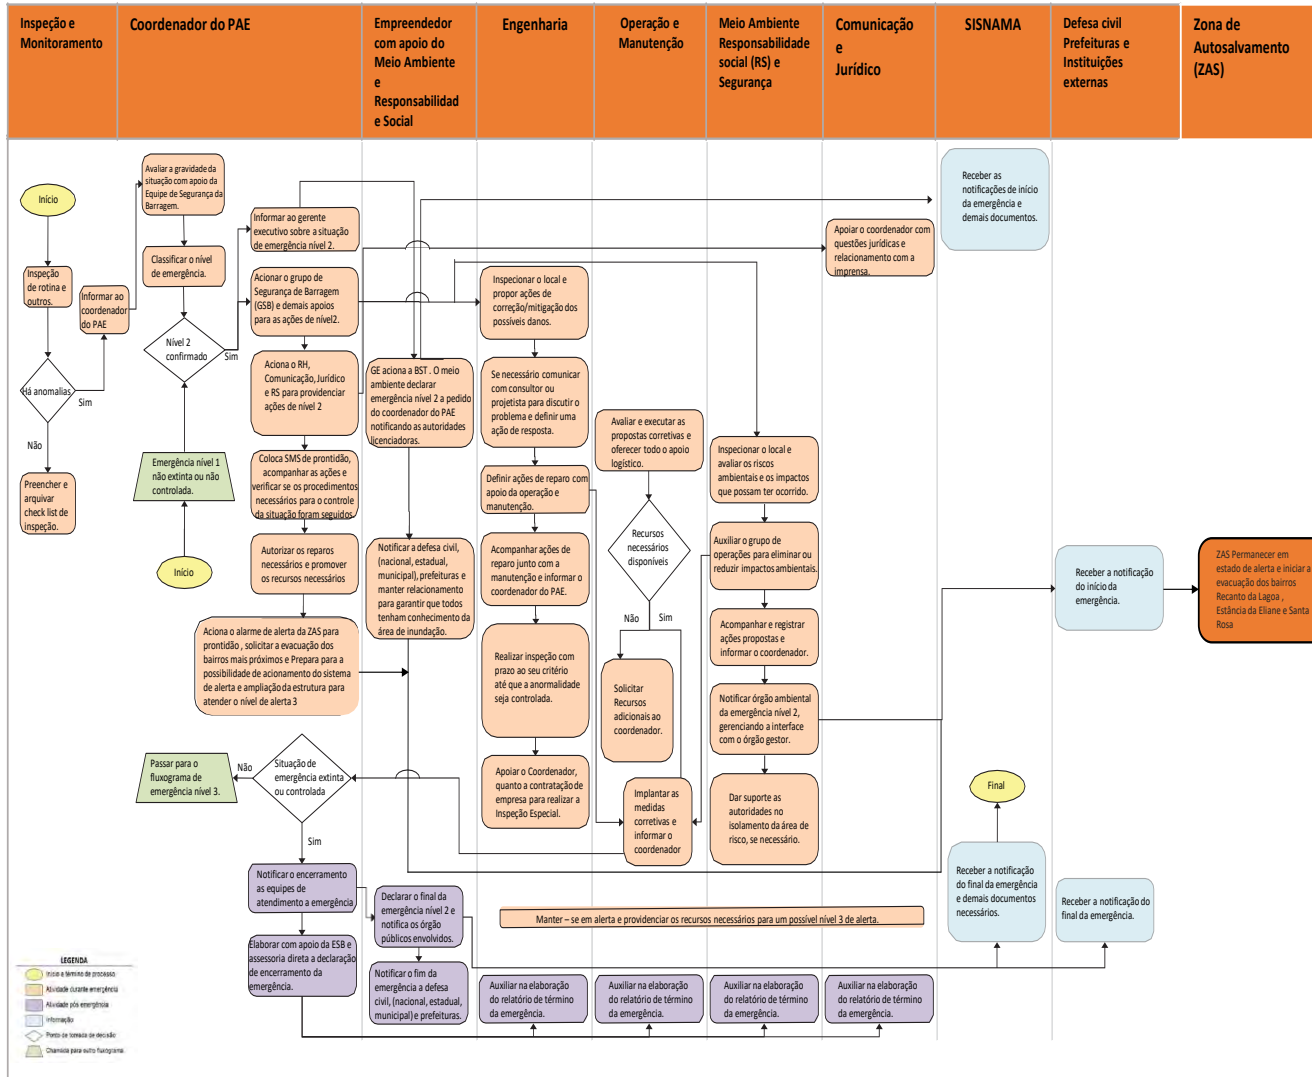 Inspeção e
Monitoramento
Coordenador do PAE
Empreendedor
com apoio do
Meio Ambiente
e
Responsabilidad
e Social
Engenharia
Operação e
Manutenção
Meio Ambiente
Responsabilidade
social (RS) e
Segurança
Comunicação
e
Jurídico
SISNAMA
Defesa civil
Prefeituras e
Instituições
externas
Zona de
Autosalvamento
(ZAS)
Início
Inspeção
de rotina e
outros.
Há anomalias
Sim
Não
Preencher e
arquivar
check list de
inspeção.
Informar ao
coordenador
do PAE
Avaliar a gravidade da
situação com apoio da
Equipe de Segurança da
Barragem.
Classificar o nível
de emergência.
Nível 2
confirmado
Sim
Emergência nível 1
não extinta ou não
controlada.
Início
Informar ao gerente
executivo sobre a situação
de emergência nível 2.
Acionar o grupo de
Segurança de Barragem
(GSB) e demais apoios
para as ações de nível2.
Aciona o RH,
Comunicação, Jurídico
e RS para providenciar
ações de nível 2
Coloca SMS de prontidão,
acompanhar as ações e
verificar se os procedimentos
necessários para o controle
da situação foram seguidos.
Autorizar os reparos
necessários e promover
os recursos necessários
Aciona o alarme de alerta da ZAS para
prontidão , solicitar a evacuação dos
bairros mais próximos e Prepara para a
possibilidade de acionamento do sistema
de alerta e ampliação da estrutura para
atender o nível de alerta 3
Situação de
emergência extinta
ou controlada
Não
Sim
Passar para o
fluxograma de
emergência nível 3.
Notificar o encerramento
as equipes de
atendimento a emergência
Elaborar com apoio da ESB e
assessoria direta a declaração
de encerramento da
emergência.
GE aciona a BST . O meio
ambiente declarar
emergência nível 2 a pedido
do coordenador do PAE
notificando as autoridades
licenciadoras.
Notificar a defesa civil,
(nacional, estadual,
municipal), prefeituras e
manter relacionamento
para garantir que todos
tenham conhecimento da
área de inundação.
Declarar o final da
emergência nível 2 e
notifica os órgão
públicos envolvidos.
Notificar o fim da
emergência a defesa
civil, (nacional, estadual,
municipal) e prefeituras.
Inspecionar o local e
propor ações de
correção/mitigação dos
possíveis danos.
Se necessário comunicar
com consultor ou
projetista para discutir o
problema e definir uma
ação de resposta.
Definir ações de reparo com
apoio da operação e
manutenção.
Acompanhar ações de
reparo junto com a
manutenção e informar o
coordenador do PAE.
Realizar inspeção com
prazo ao seu critério
até que a anormalidade
seja controlada.
Apoiar o Coordenador,
quanto a contratação de
empresa para realizar a
Inspeção Especial.
Avaliar e executar as
propostas corretivas e
oferecer todo o apoio
logístico.
Recursos
necessários
disponíveis
Não
Sim
Solicitar
Recursos
adicionais ao
coordenador.
Implantar as
medidas
corretivas e
informar o
coordenador
Inspecionar o local e
avaliar os riscos
ambientais e os impactos
que possam ter ocorrido.
Auxiliar o grupo de
operações para eliminar ou
reduzir impactos ambientais.
Acompanhar e registrar
ações propostas e
informar o coordenador.
Notificar órgão ambiental
da emergência nível 2,
gerenciando a interface
com o órgão gestor.
Dar suporte as
autoridades no
isolamento da área de
risco, se necessário.
Apoiar o coordenador com
questões jurídicas e
relacionamento com a
imprensa.
Receber as
notificações de início
da emergência e
demais documentos.
Receber a notificação
do início da
emergência.
ZAS Permanecer em
estado de alerta e iniciar a
evacuação dos bairros
Recanto da Lagoa ,
Estância da Eliane e Santa
Rosa
Final
Receber a notificação
do final da emergência
e demais documentos
necessários.
Receber a notificação do
final da emergência.
Manter – se em alerta e providenciar os recursos necessários para um possível nível 3 de alerta.
Auxiliar na elaboração
do relatório de término
da emergência.
Auxiliar na elaboração
do relatório de término
da emergência.
Auxiliar na elaboração
do relatório de término
da emergência.
Auxiliar na elaboração
do relatório de término
da emergência.
LEGENDA
Início e término de processo
Atividade durante emergência
Atividade pós emergência
Informação
Ponto de tomada de decisão
Chamada para outro fluxograma